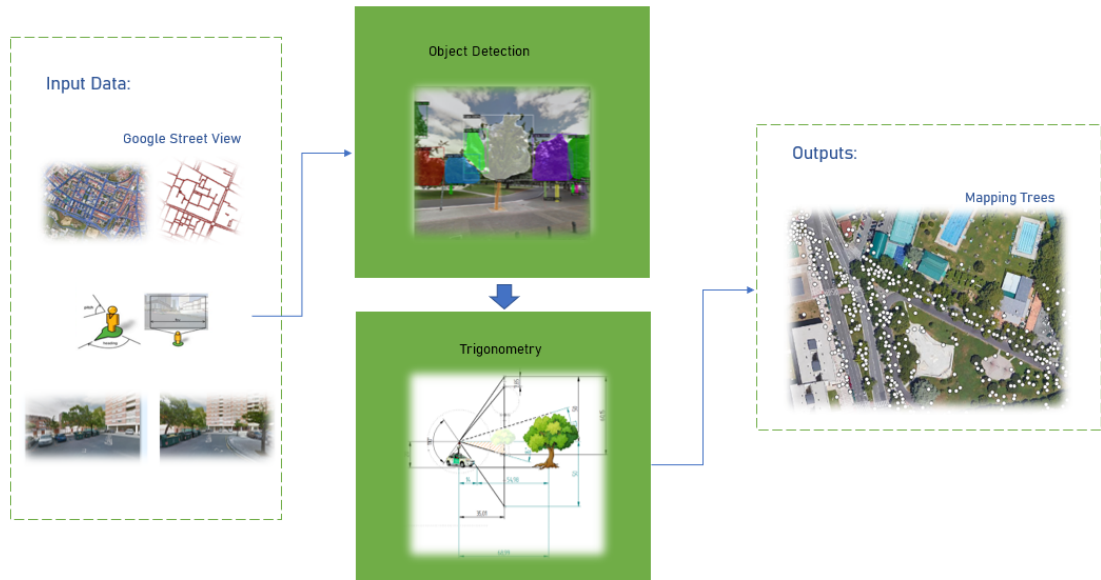 Input Data:
Google Street View
Object Detection
Trigonometry
Outputs:
Mapping Trees